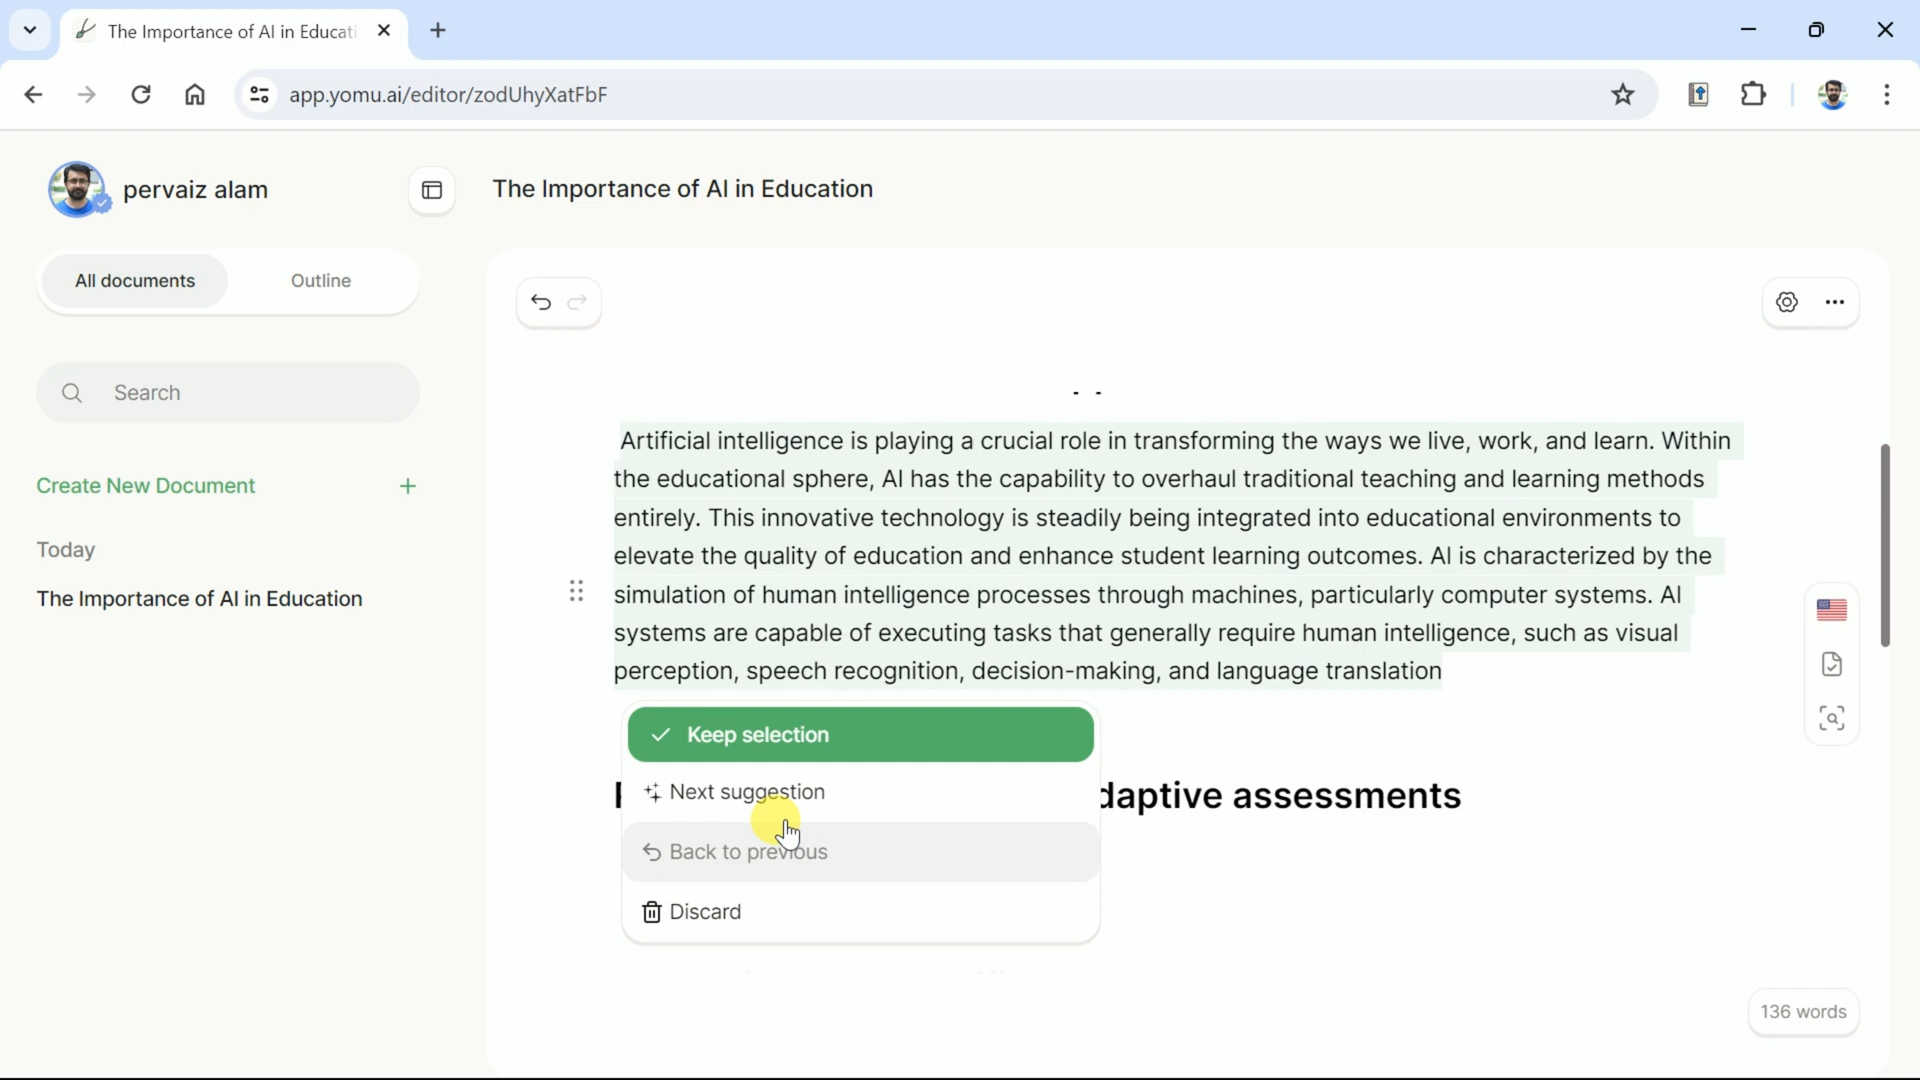 The Importance of AI in Educati
app.yomu.ai/editor/zodUhyXatFbF
pervaiz alam
The Importance of AI in Education
All documents
Outline
Search
Create New Document
Today
The Importance of AI in Education
Artificial intelligence is playing a crucial role in transforming the ways we live, work, and learn. Within
the educational sphere, AI has the capability to overhaul traditional teaching and learning methods
entirely. This innovative technology is steadily being integrated into educational environments to
elevate the quality of education and enhance student learning outcomes. AI is characterized by the
simulation of human intelligence processes through machines, particularly computer systems. AI
systems are capable of executing tasks that generally require human intelligence, such as visual
perception, speech recognition, decision-making, and language translation
Keep selection
Next suggestion
daptive assessments
Back to previous
Discard
136 words